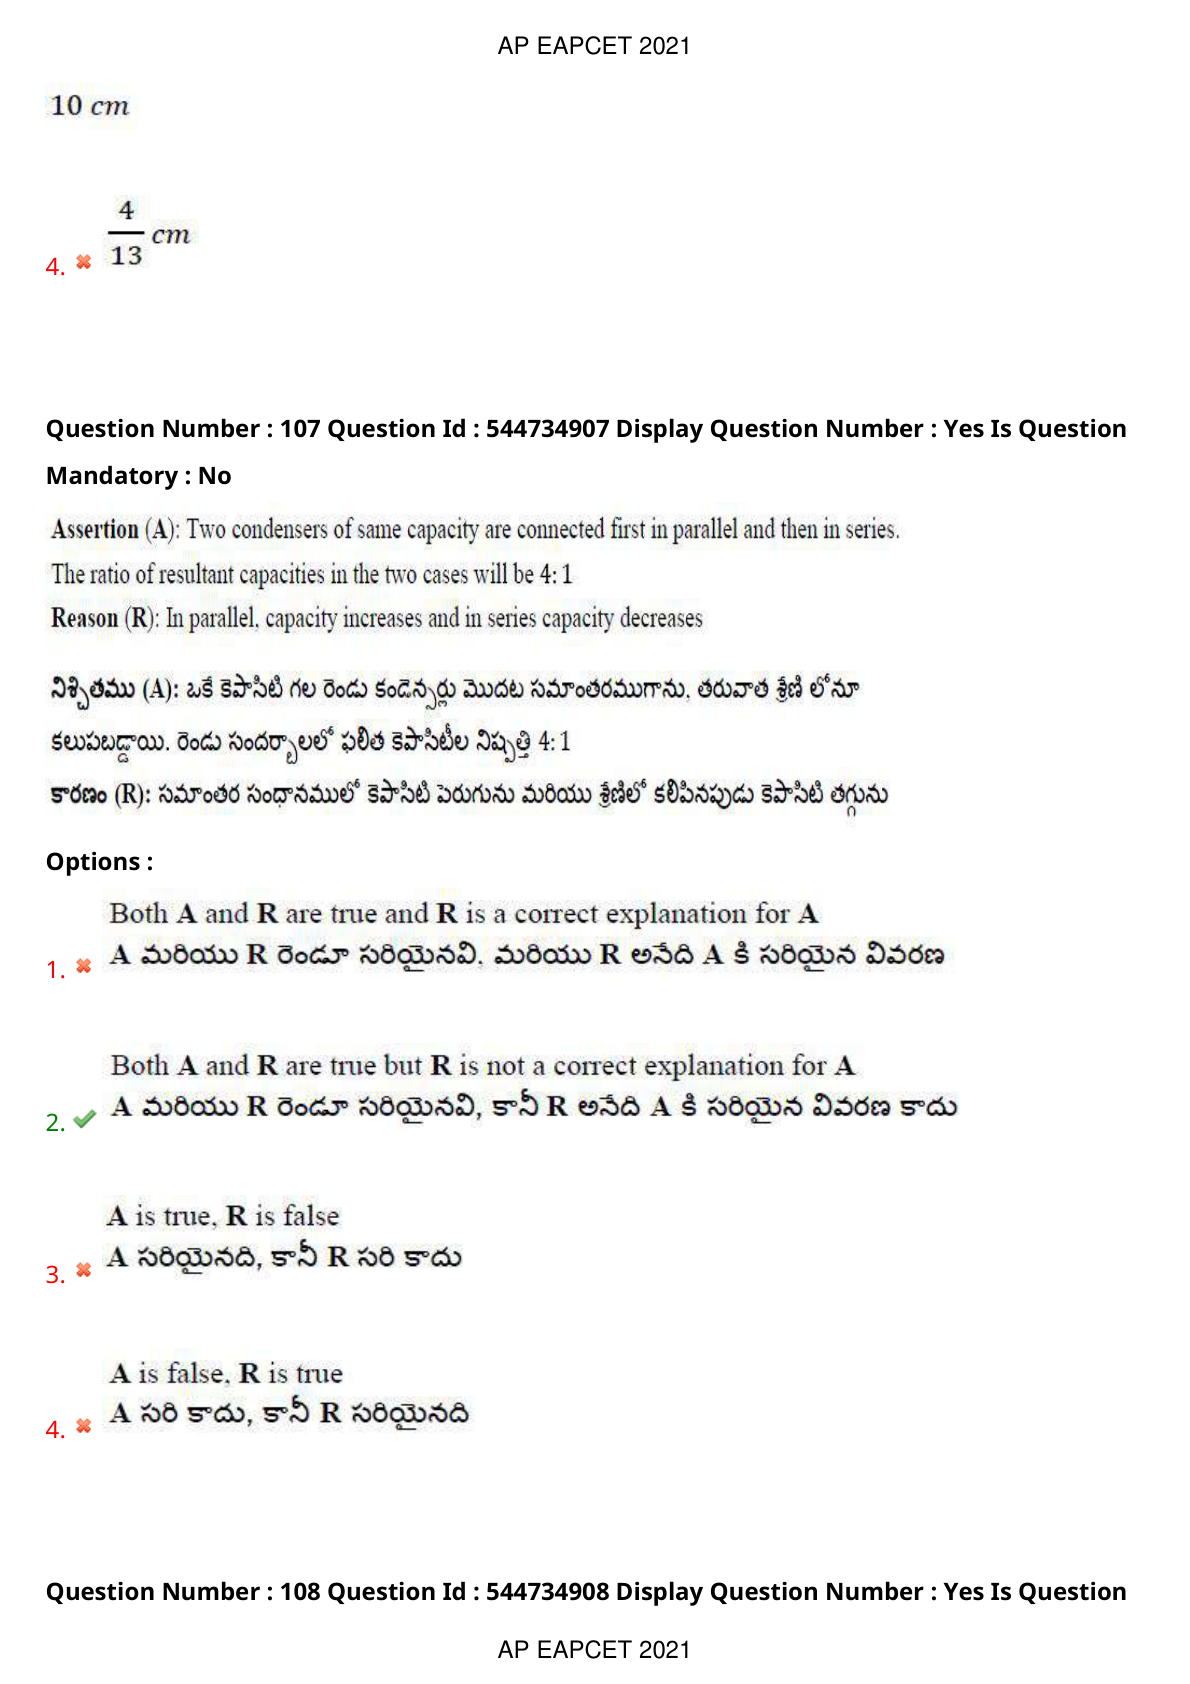 AP EAPCET 2021
10 cm
4/13 cm
4.
Question Number : 107 Question Id : 544734907 Display Question Number : Yes Is Question
Mandatory : No
Assertion (A): Two condensers of same capacity are connected first in parallel and then in series.
The ratio of resultant capacities in the two cases will be 4:1
Reason (R): In parallel, capacity increases and in series capacity decreases
నిశ్చితము (A): ఒకే కెపాసిటి గల రెండు కండెన్సర్లు మొదట సమాంతరముగాను, తరువాత శ్రేణి లోనూ
కలుపబడ్డాయి. రెండు సందర్భాలలో ఫలిత కెపాసిటీల నిష్పత్తి 4:1
కారణం (R): సమాంతర సంధానములో కెపాసిటి పెరుగును మరియు శ్రేణిలో కలిపినపుడు కెపాసిటి తగ్గును
Options :
Both A and R are true and R is a correct explanation for A
A మరియు R రెండూ సరియైనవి. మరియు R అనేది A కి సరియైన వివరణ
1.
Both A and R are true but R is not a correct explanation for A
A మరియు R రెండూ సరియైనవి, కానీ R అనేది A కి సరియైన వివరణ కాదు
2.
A is true, R is false
A సరియైనది, కానీ R సరి కాదు
3.
A is false, R is true
A సరి కాదు, కానీ R సరియైనది
4.
Question Number : 108 Question Id : 544734908 Display Question Number : Yes Is Question
AP EAPCET 2021